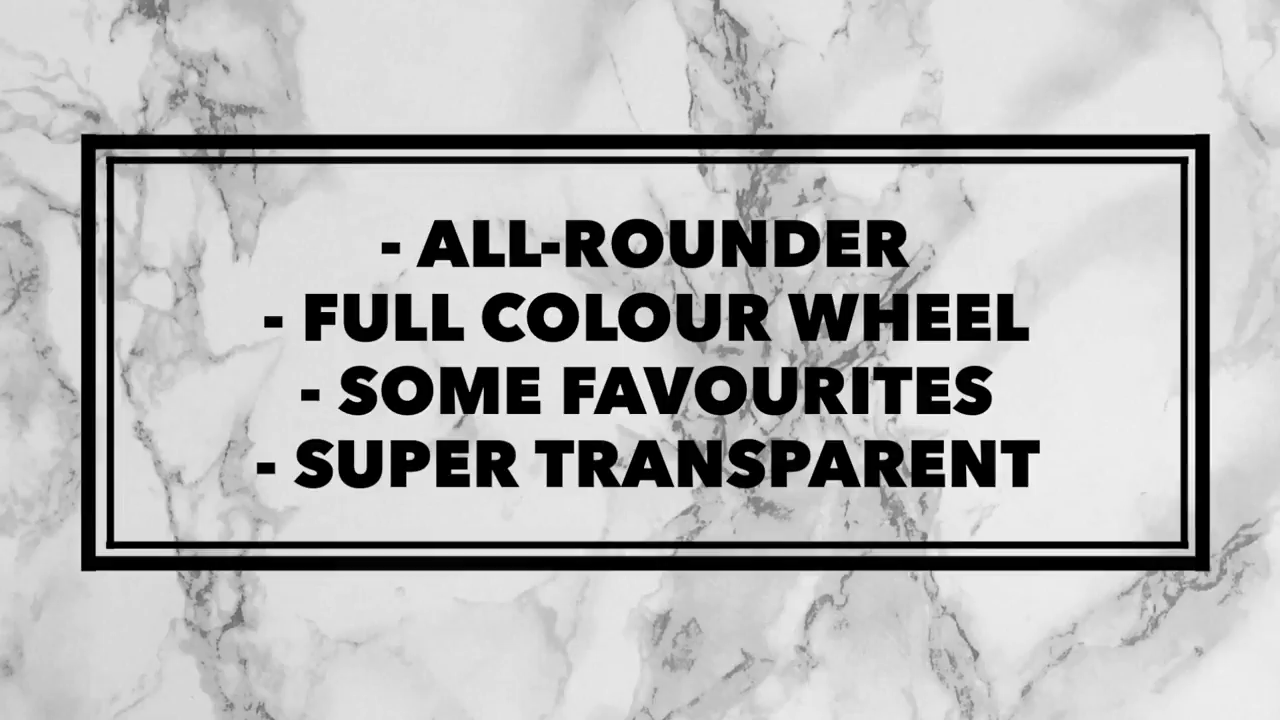 - ALL-ROUNDER
- FULL COLOUR WHEEL
- SOME FAVOURITES
- SUPER TRANSPARENT